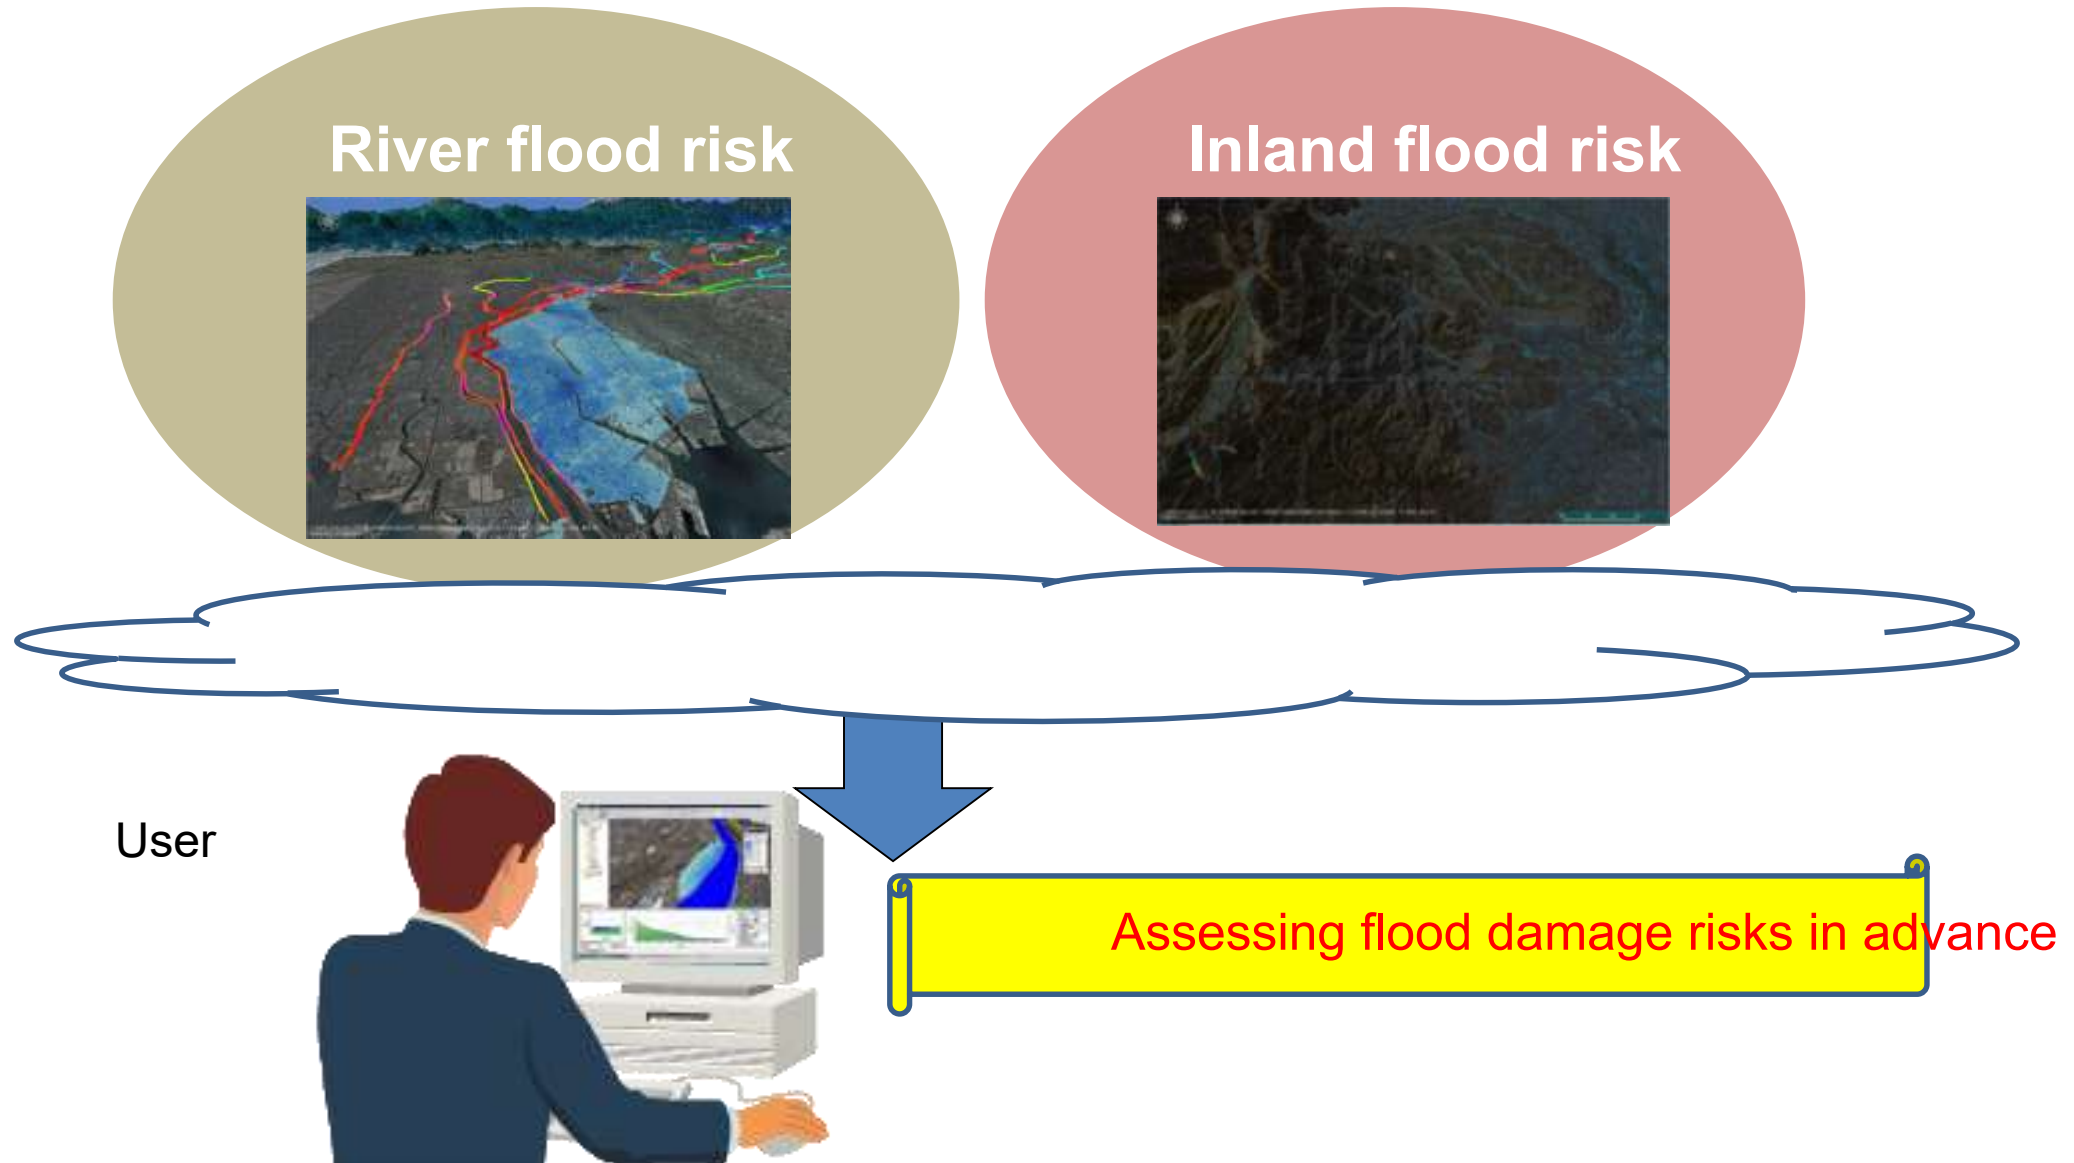 River flood risk
Inland flood risk
User
Assessing flood damage risks in advance